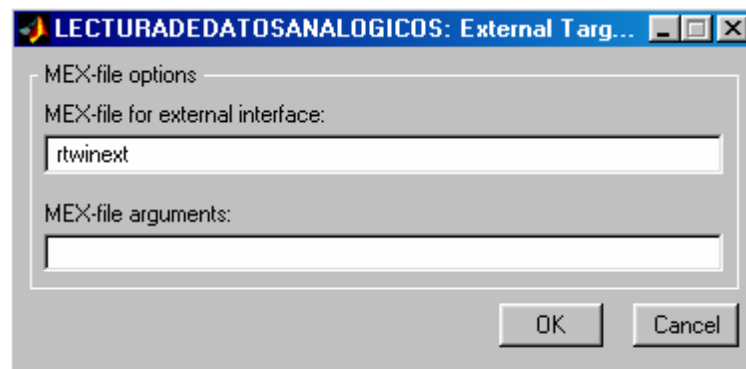 LECTURADEDATOSANALOGICOS: External Targ...
MEX-file options
MEX-file for external interface:
rtwinext
MEX-file arguments:
OK Cancel